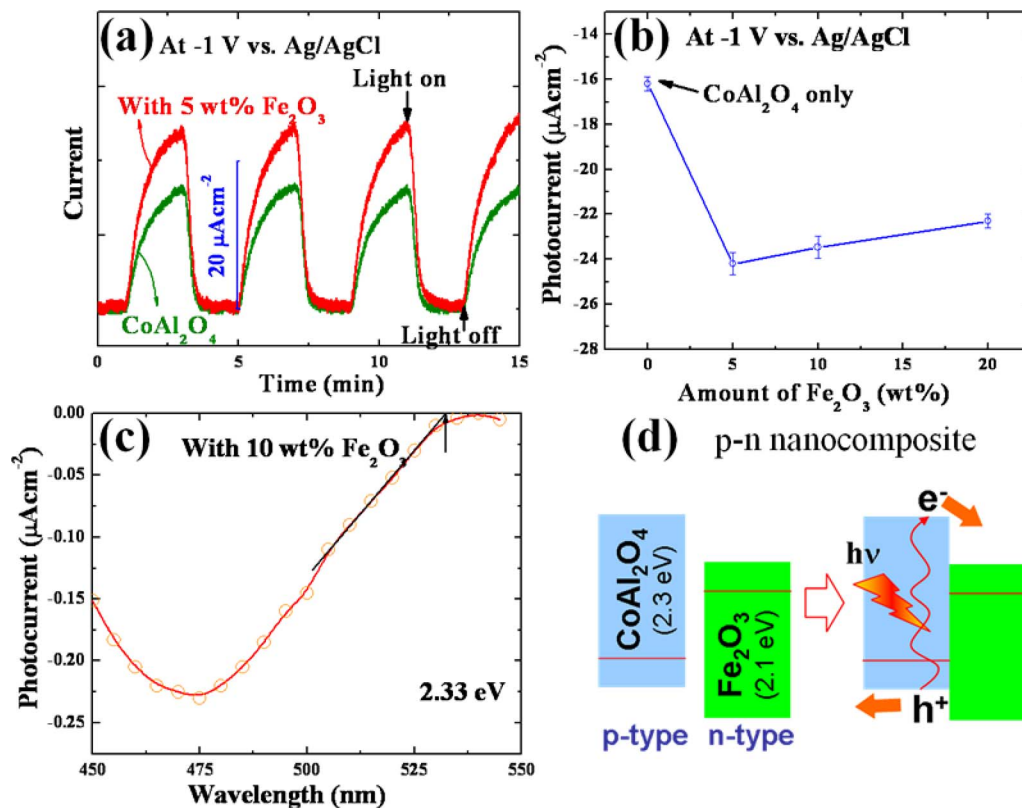 (a)
At -1 V vs. Ag/AgCl
With 5 wt% Fe₂O₃
Light on
Current
20 μAcm⁻²
CoAl₂O₄
Light off
0 5 10 15
Time (min)
(b)
At -1 V vs. Ag/AgCl
CoAl₂O₄ only
Photocurrent (μAcm⁻²)
-14
-16
-18
-20
-22
-24
-26
-28
0 5 10 15 20
Amount of Fe₂O₃ (wt%)
(c)
With 10 wt% Fe₂O₃
Photocurrent (μAcm⁻²)
0.00
-0.05
-0.10
-0.15
-0.20
-0.25
2.33 eV
450 475 500 525 550
Wavelength (nm)
(d)
p-n nanocomposite
CoAl₂O₄
(2.3 eV)
Fe₂O₃
(2.1 eV)
p-type
n-type
hν
e⁻
h⁺